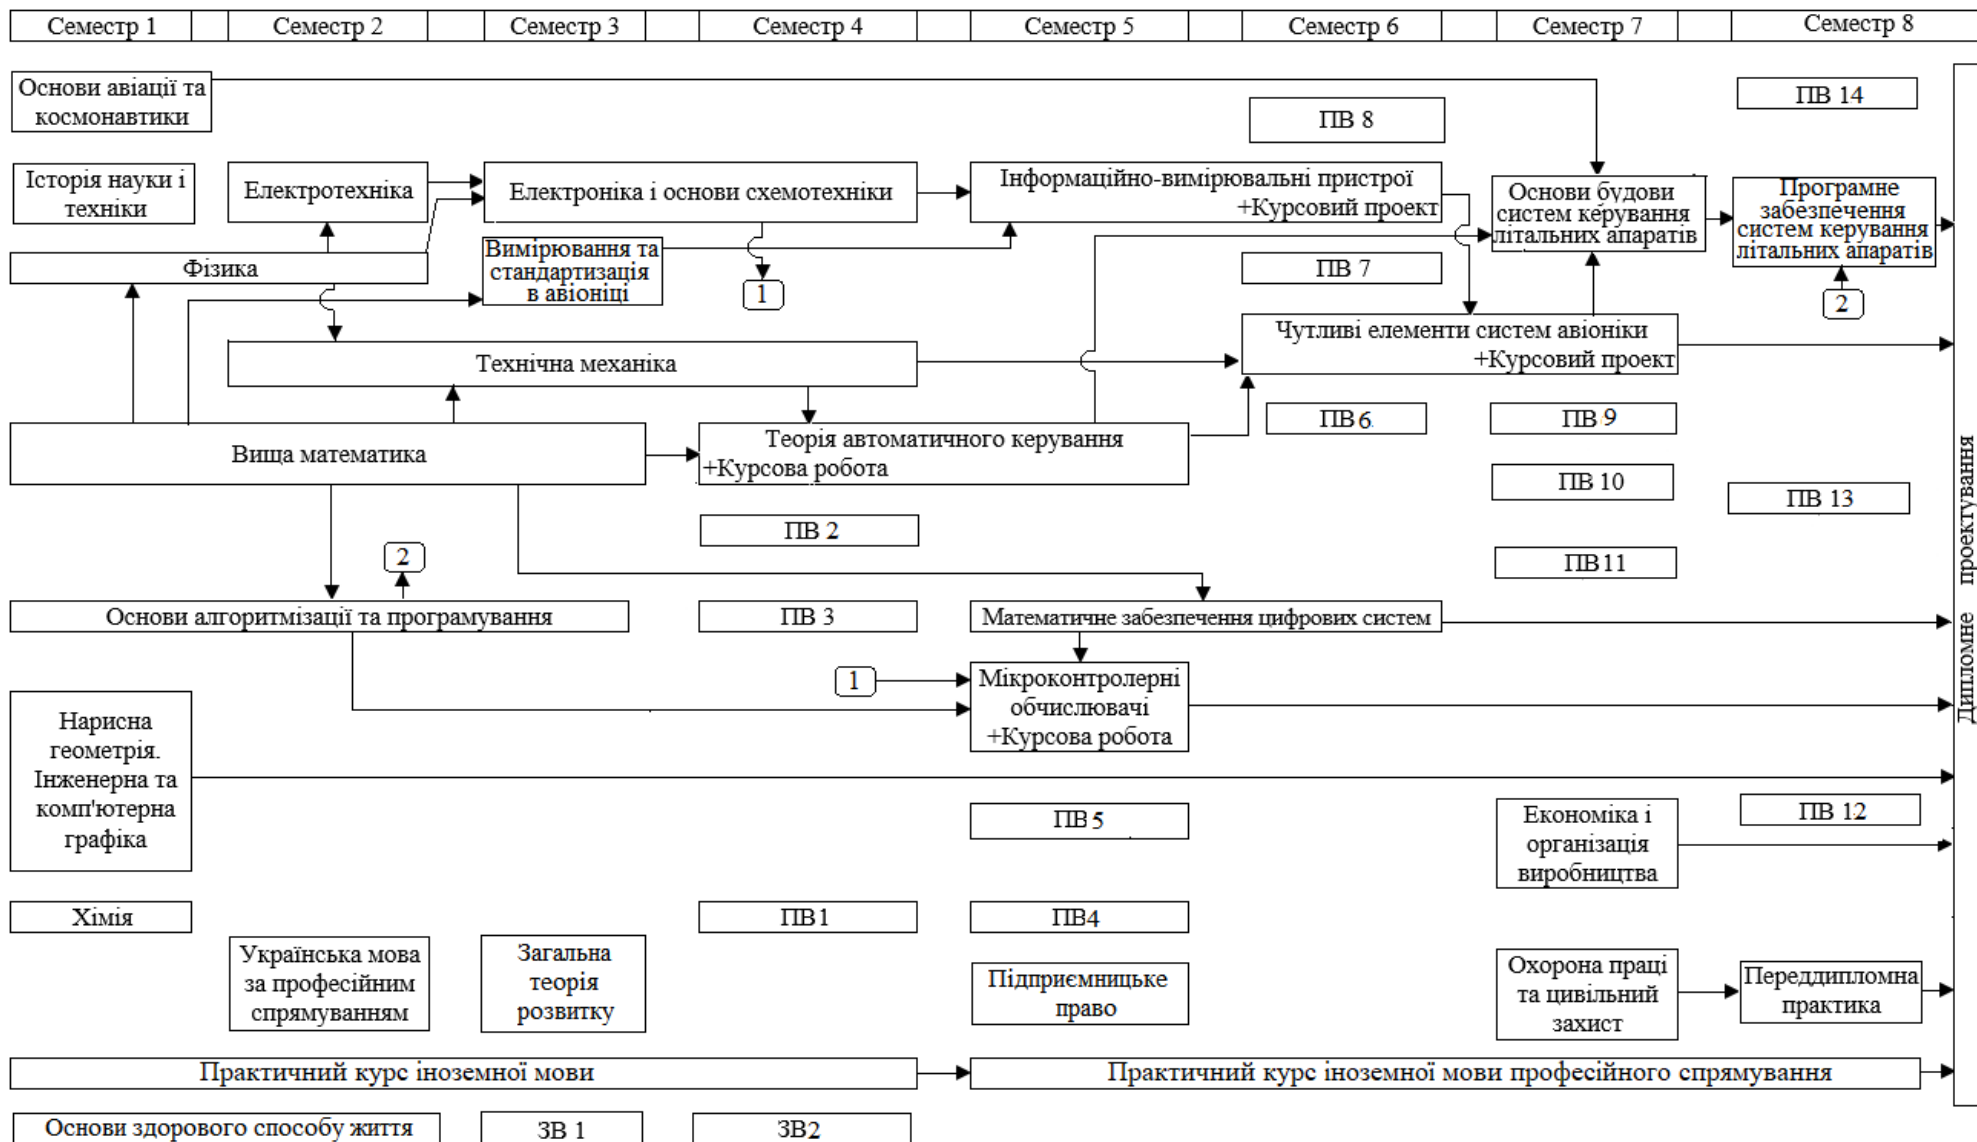 Семестр 1
Семестр 2
Семестр 3
Семестр 4
Семестр 5
Семестр 6
Семестр 7
Семестр 8
Основи авіації та
космонавтики
ПВ 14
ПВ 8
Історія науки і
техніки
Електротехніка
Електроніка і основи схемотехніки
Інформаційно-вимірювальні пристрої
+Курсовий проект
Основи будови
систем керування
літальних апаратів
Програмне
забезпечення
систем керування
літальних апаратів
Фізика
Вимірювання та
стандартизація
в авіоніці
1
ПВ 7
2
Чутливі елементи систем авіоніки
+Курсовий проект
Технічна механіка
Вища математика
Теорія автоматичного керування
+Курсова робота
ПВ 6
ПВ 9
ПВ 10
ПВ 13
ПВ 2
2
ПВ 11
Основи алгоритмізації та програмування
ПВ 3
Математичне забезпечення цифрових систем
1
Мікроконтролерні
обчислювачі
+Курсова робота
Нарисна
геометрія.
Інженерна та
комп'ютерна
графіка
ПВ 5
Економіка і
організація
виробництва
ПВ 12
Хімія
ПВ1
ПВ4
Українська мова
за професійним
спрямуванням
Загальна
теорія
розвитку
Підприємницьке
право
Охорона праці
та цивільний
захист
Переддипломна
практика
Практичний курс іноземної мови
Практичний курс іноземної мови професійного спрямування
Основи здорового способу життя
ЗВ 1
ЗВ2
Дипломне проектування